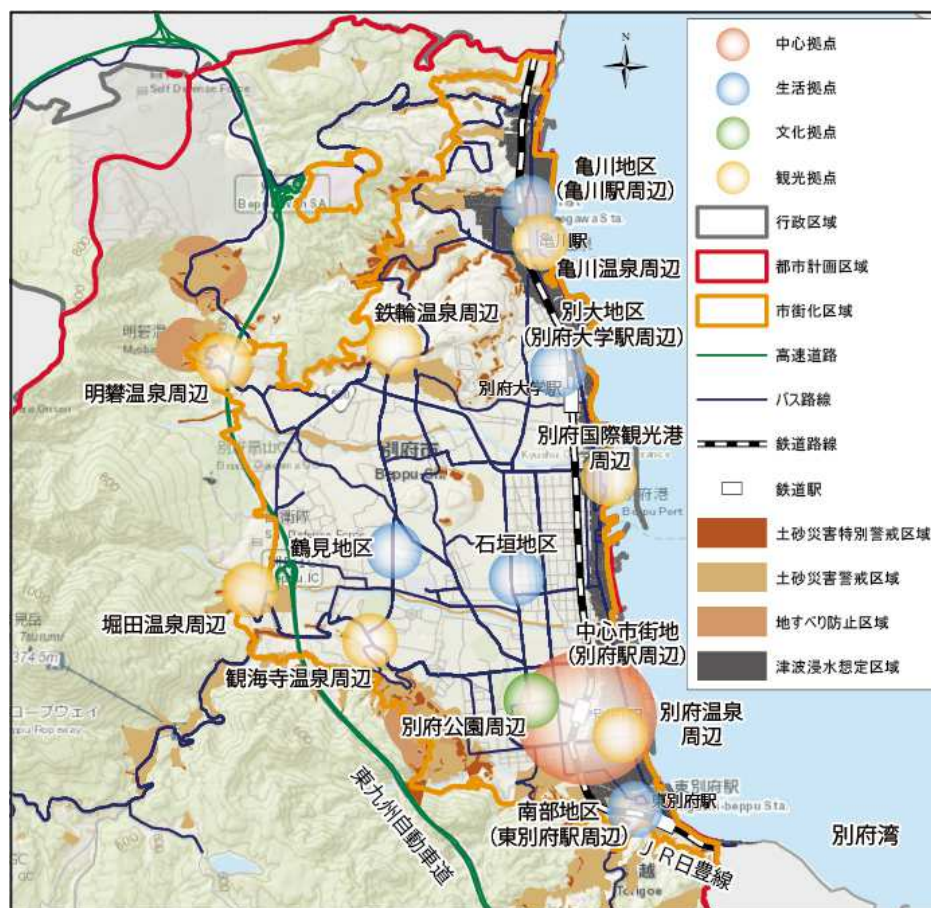 N
中心拠点
生活拠点
文化拠点
観光拠点
行政区域
都市計画区域
市街化区域
高速道路
バス路線
鉄道路線
鉄道駅
土砂災害特別警戒区域
土砂災害警戒区域
地すべり防止区域
津波浸水想定区域
Self Defense Force
亀川地区
(亀川駅周辺)
亀川駅
亀川温泉周辺
別大地区
(別府大学駅周辺)
別府大学駅
鉄輪温泉周辺
明礬温泉周辺
別府国際観光港
周辺
別府市
Beppu Port
鶴見地区
石垣地区
堀田温泉周辺
観海寺温泉周辺
中心市街地
(別府駅周辺)
別府公園周辺
別府温泉
周辺
東別府駅
南部地区
(東別府駅周辺)
東九州自動車道
JR日豊線
別府湾